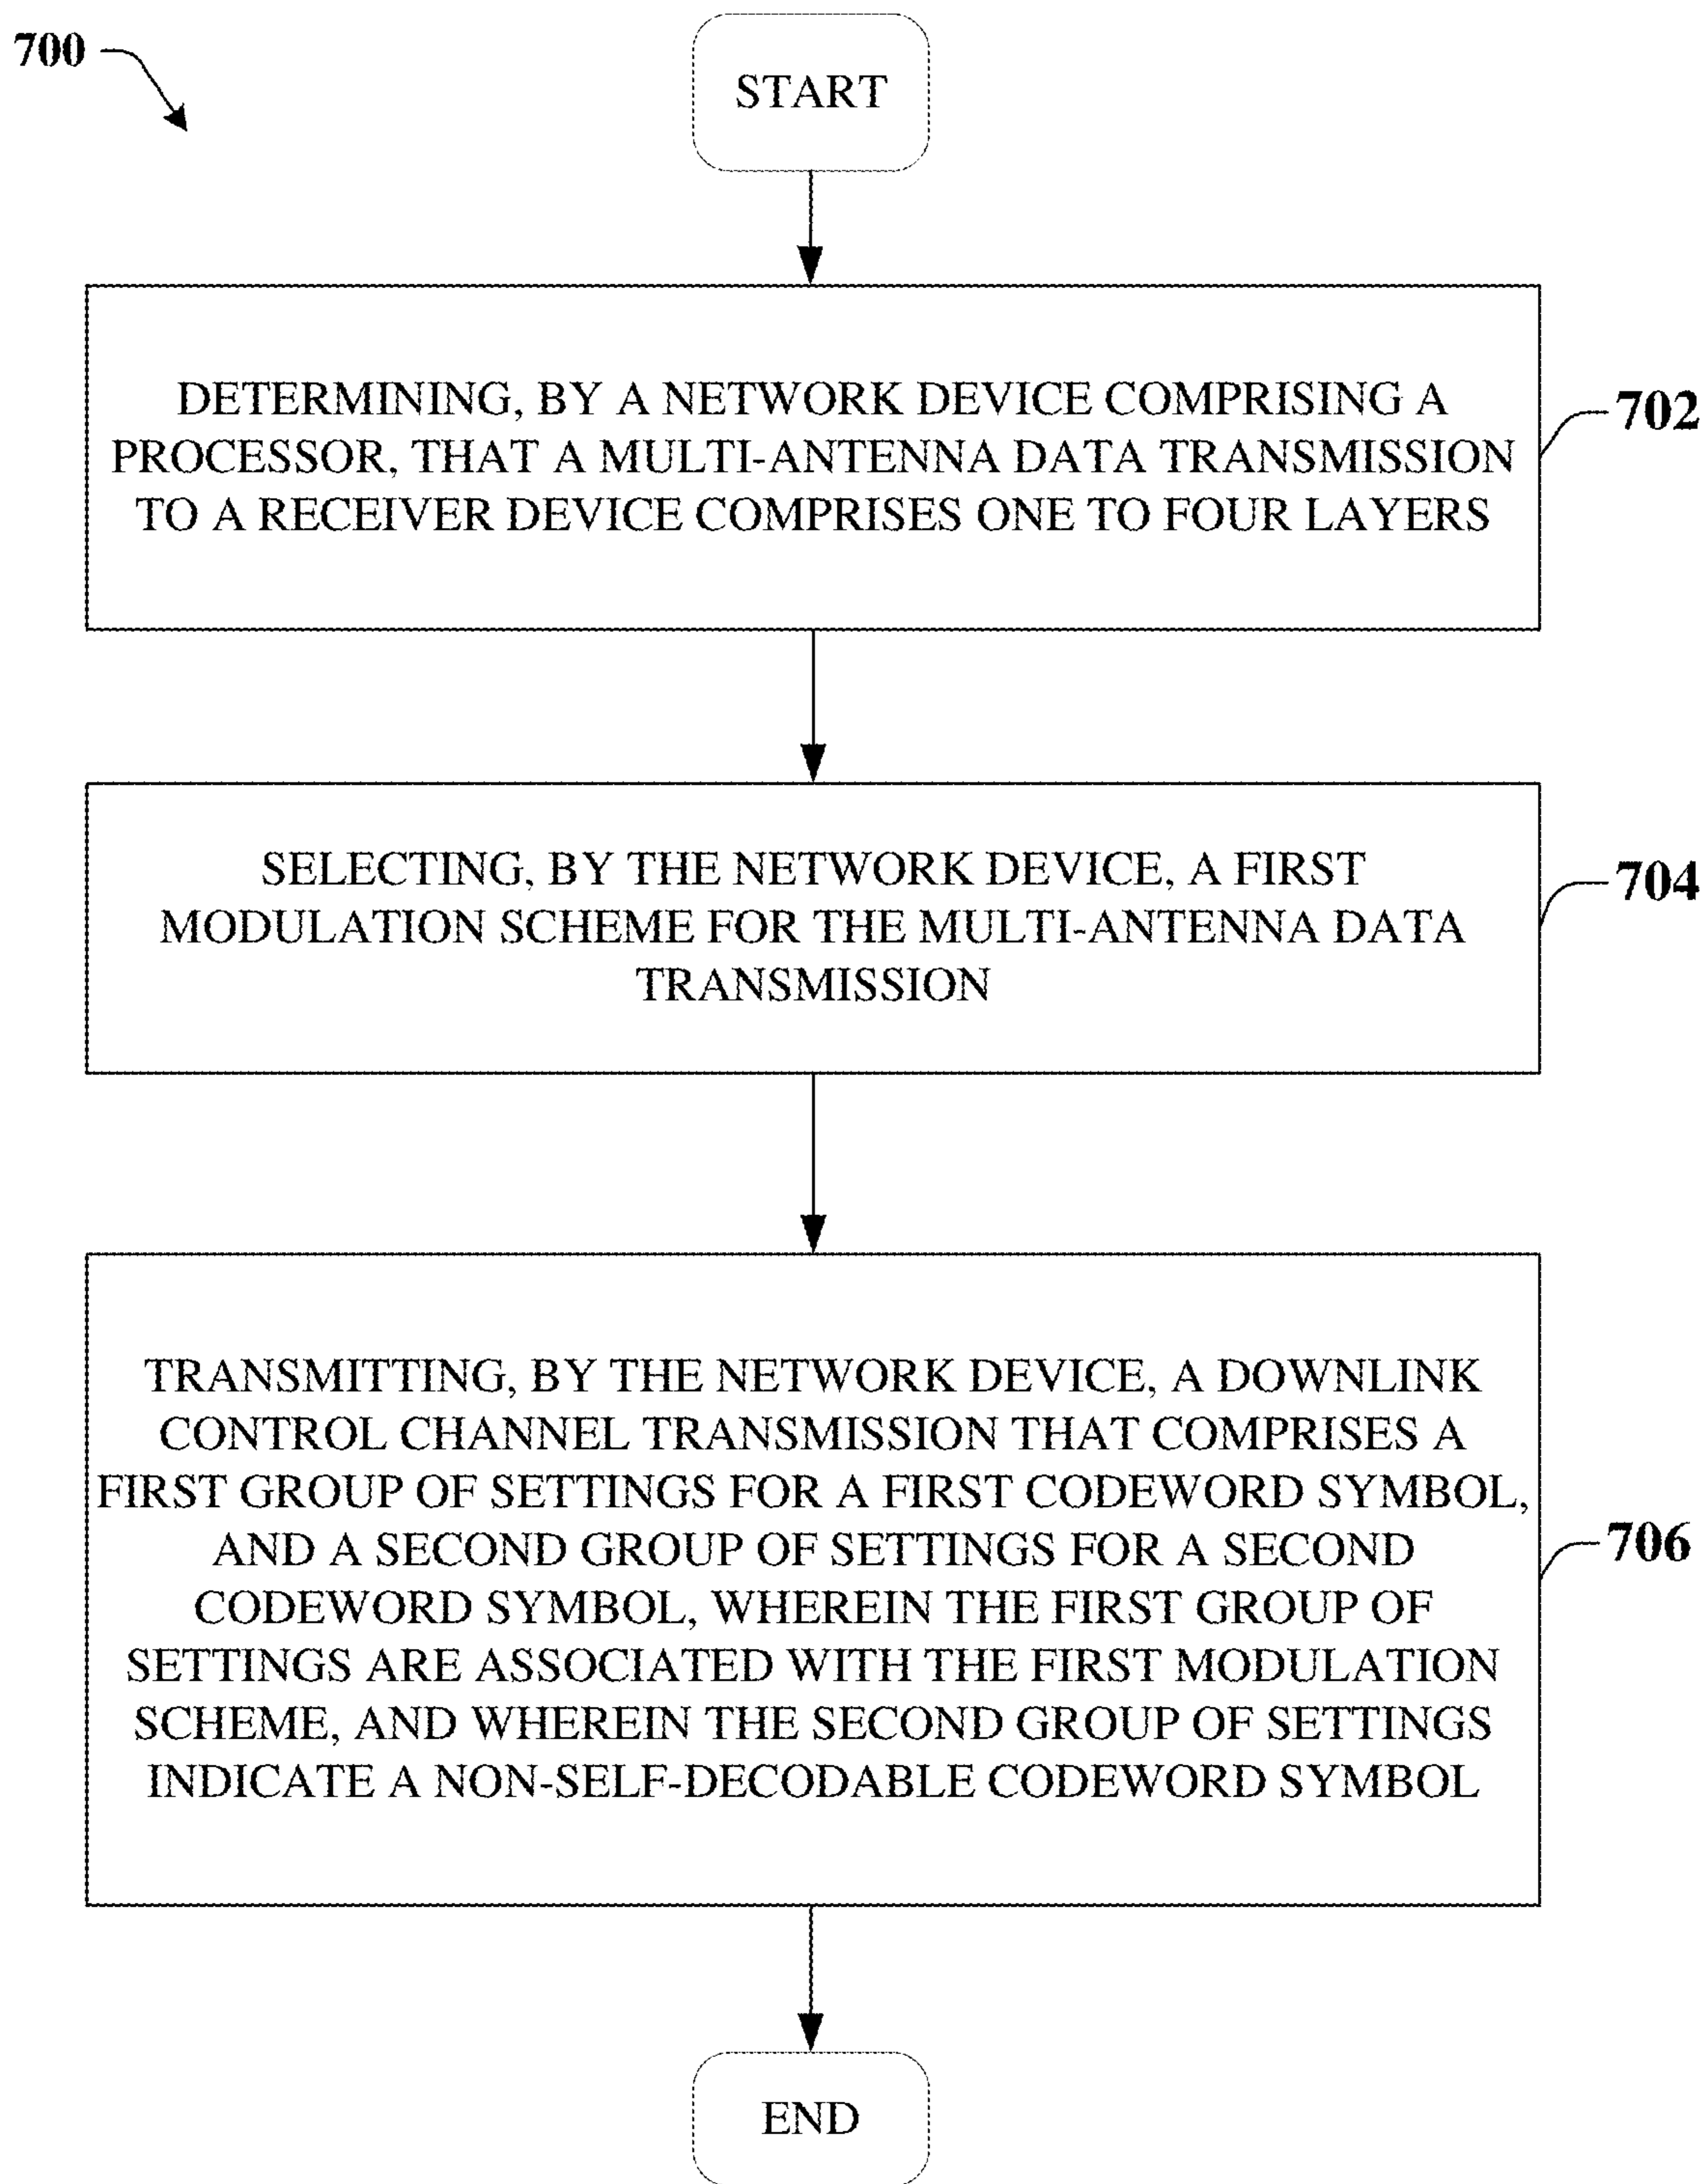 700
START
DETERMINING, BY A NETWORK DEVICE COMPRISING A
PROCESSOR, THAT A MULTI-ANTENNA DATA TRANSMISSION
TO A RECEIVER DEVICE COMPRISES ONE TO FOUR LAYERS
702
SELECTING, BY THE NETWORK DEVICE, A FIRST
MODULATION SCHEME FOR THE MULTI-ANTENNA DATA
TRANSMISSION
704
TRANSMITTING, BY THE NETWORK DEVICE, A DOWNLINK
CONTROL CHANNEL TRANSMISSION THAT COMPRISES A
FIRST GROUP OF SETTINGS FOR A FIRST CODEWORD SYMBOL,
AND A SECOND GROUP OF SETTINGS FOR A SECOND
CODEWORD SYMBOL, WHEREIN THE FIRST GROUP OF
SETTINGS ARE ASSOCIATED WITH THE FIRST MODULATION
SCHEME, AND WHEREIN THE SECOND GROUP OF SETTINGS
INDICATE A NON-SELF-DECODABLE CODEWORD SYMBOL
706
END